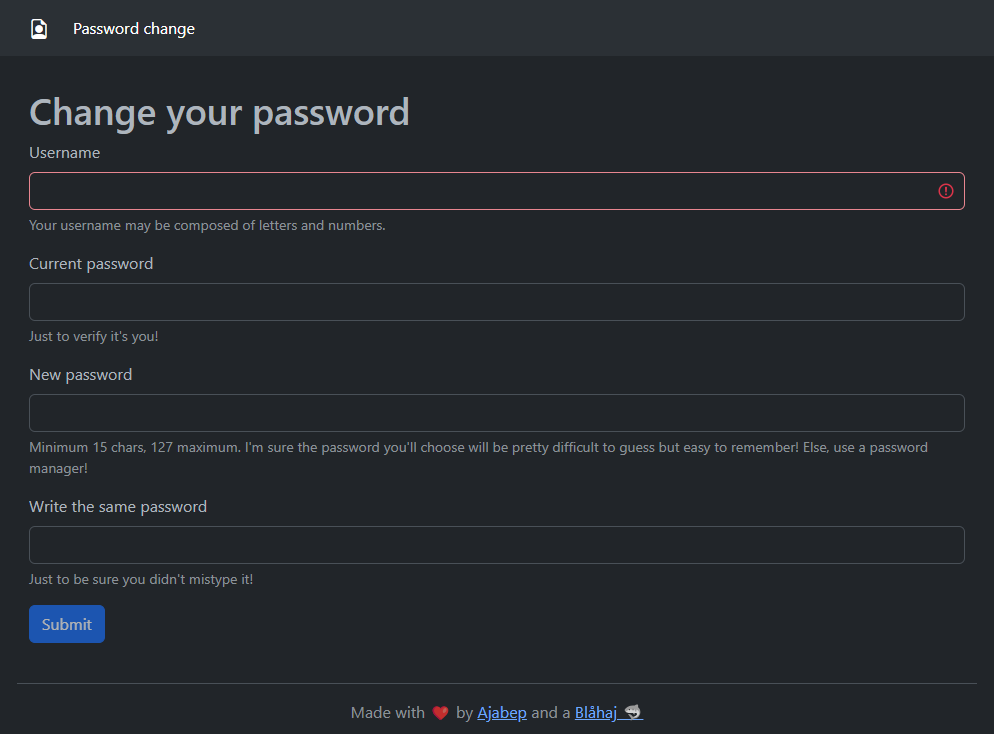 Password change
Change your password
Username
Your username may be composed of letters and numbers.
Current password
Just to verify it's you!
New password
Minimum 15 chars, 127 maximum. I'm sure the password you'll choose will be pretty difficult to guess but easy to remember! Else, use a password
manager!
Write the same password
Just to be sure you didn't mistype it!
Submit
Made with ❤️ by Ajabep and a Blåhaj 🦈